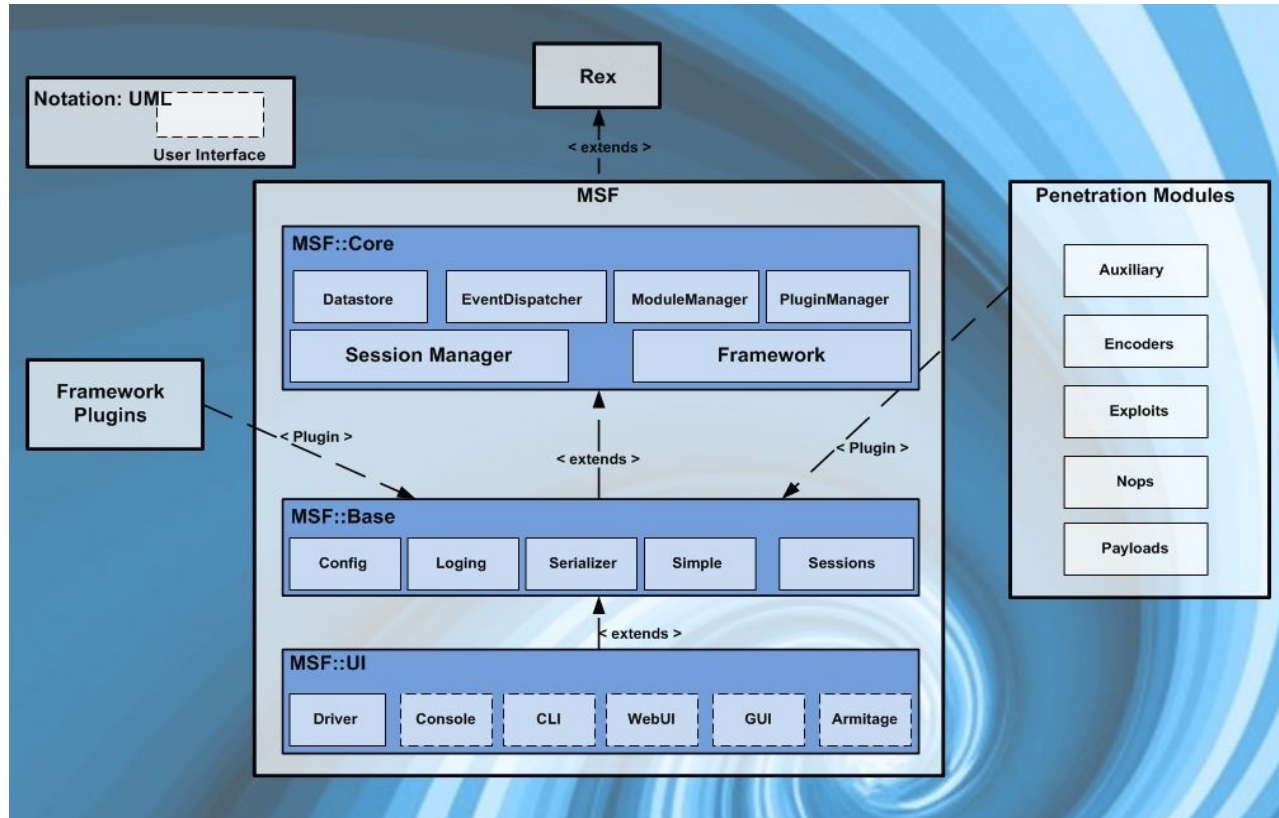 Rex
Notation: UML
User Interface
< extends >
MSF
MSF::Core
Datastore
EventDispatcher
ModuleManager
PluginManager
Session Manager
Framework
Framework
Plugins
< Plugin >
< extends >
< Plugin >
MSF::Base
Config
Loging
Serializer
Simple
Sessions
< extends >
MSF::UI
Driver
Console
CLI
WebUI
GUI
Armitage
Penetration Modules
Auxiliary
Encoders
Exploits
Nops
Payloads